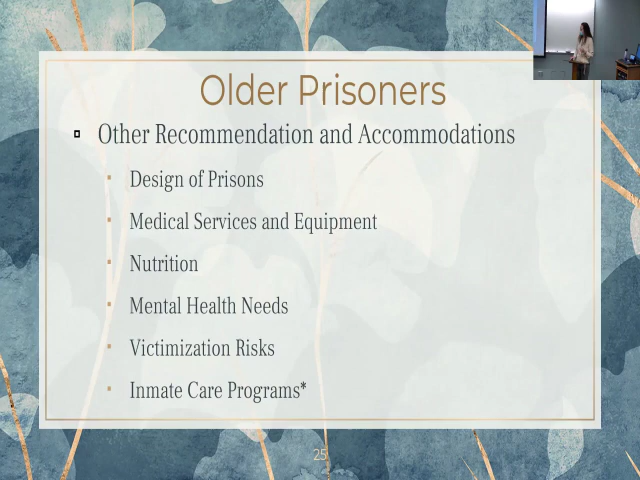 Older Prisoners
Other Recommendation and Accommodations
Design of Prisons
Medical Services and Equipment
Nutrition
Mental Health Needs
Victimization Risks
Inmate Care Programs*
25